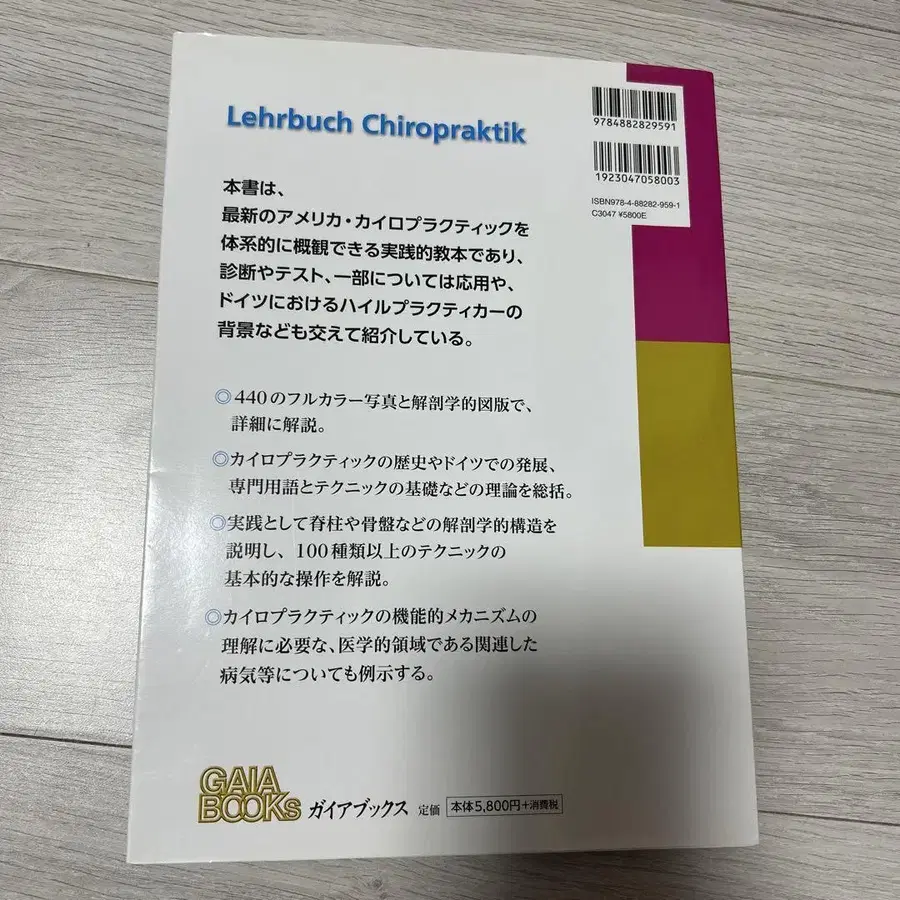 Lehrbuch Chiropraktik
9784882829591
1923047058003
ISBN978-4-88282-959-1
C3047 ¥5800E
本書は、
最新のアメリカ・カイロプラクティックを
体系的に概観できる実践的教本であり、
診断やテスト、一部については応用や、
ドイツにおけるハイルプラクティカーの
背景なども交えて紹介している。
◎440のフルカラー写真と解剖学的図版で、
詳細に解説。
◎カイロプラクティックの歴史やドイツでの発展、
専門用語とテクニックの基礎などの理論を総括。
◎実践として脊柱や骨盤などの解剖学的構造を
説明し、100種類以上のテクニックの
基本的な操作を解説。
◎カイロプラクティックの機能的メカニズムの
理解に必要な、医学的領域である関連した
病気等についても例示する。
GAIA
BOOKs ガイアブックス 定価 本体5,800円+消費税